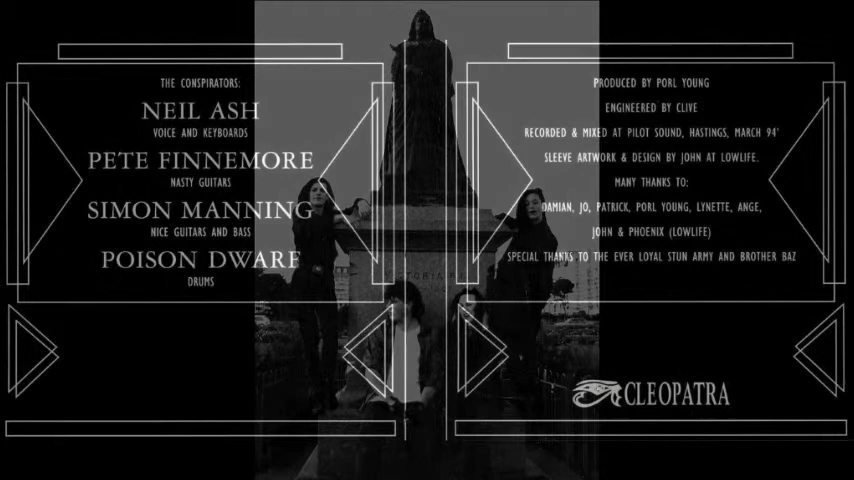 THE CONSPIRATORS:
NEIL ASH
VOICE AND KEYBOARDS
PETE FINNEMORE
NASTY GUITARS
SIMON MANNING
NICE GUITARS AND BASS
POISON DWARF
DRUMS
PRODUCED BY PORL YOUNG
ENGINEERED BY CLIVE
RECORDED & MIXED AT PILOT SOUND, HASTINGS, MARCH 94'
SLEEVE ARTWORK & DESIGN BY JOHN AT LOWLIFE.
MANY THANKS TO:
DAMIAN, JO, PATRICK, PORL YOUNG, LYNETTE, ANGE,
JOHN & PHOENIX (LOWLIFE)
SPECIAL THANKS TO THE EVER LOYAL STUN ARMY AND BROTHER BAZ
CLEOPATRA
VICTORIA